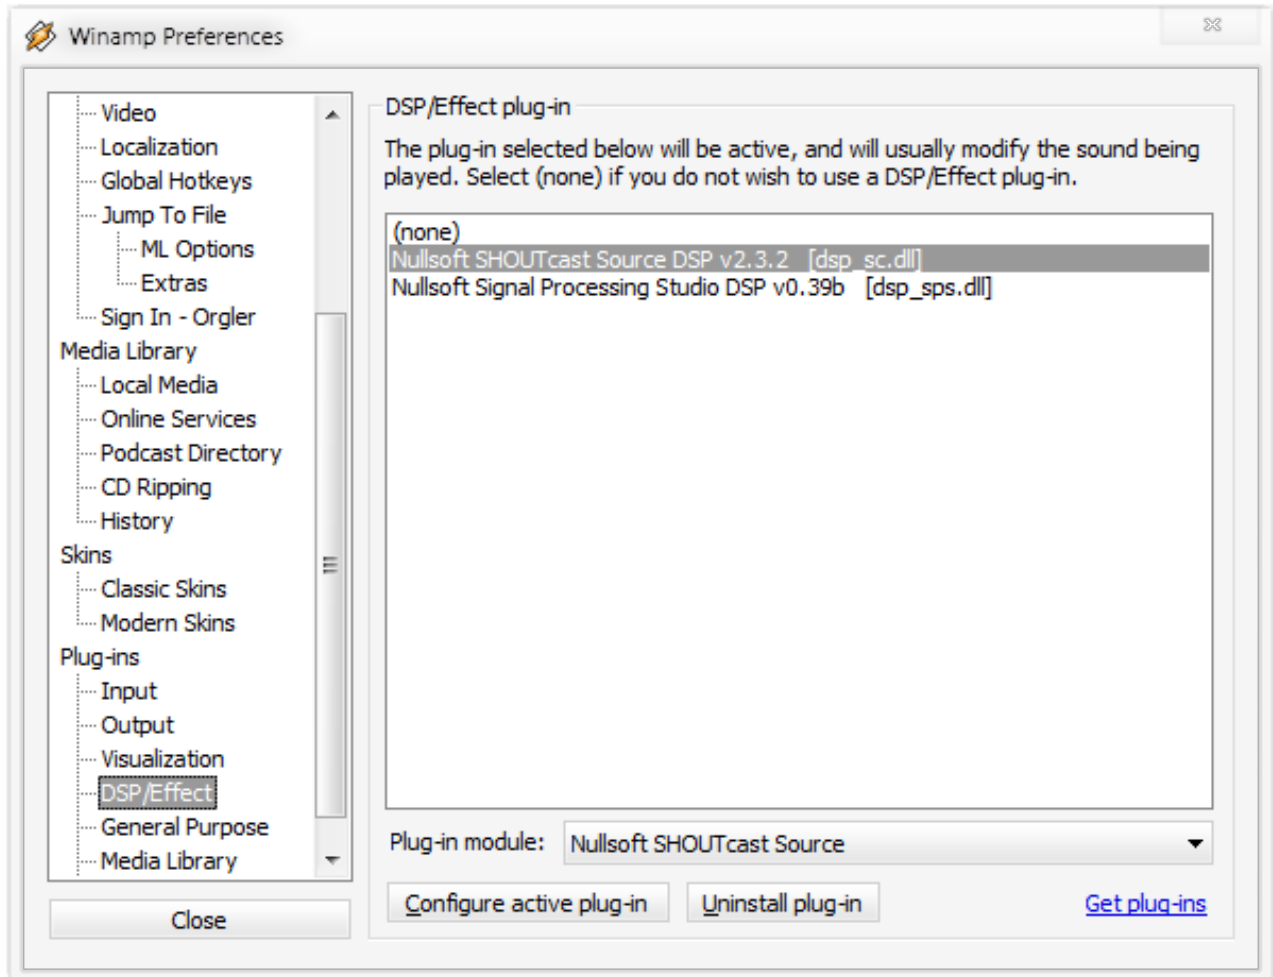 Winamp Preferences
Video
Localization
Global Hotkeys
Jump To File
ML Options
Extras
Sign In - Orgler
Media Library
Local Media
Online Services
Podcast Directory
CD Ripping
History
Skins
Classic Skins
Modern Skins
Plug-ins
Input
Output
Visualization
DSP/Effect
General Purpose
Media Library
Close
DSP/Effect plug-in
The plug-in selected below will be active, and will usually modify the sound being
played. Select (none) if you do not wish to use a DSP/Effect plug-in.
(none)
Nullsoft SHOUTcast Source DSP v2.3.2 [dsp_sc.dll]
Nullsoft Signal Processing Studio DSP v0.39b [dsp_sps.dll]
Plug-in module: Nullsoft SHOUTcast Source
Configure active plug-in Uninstall plug-in Get plug-ins